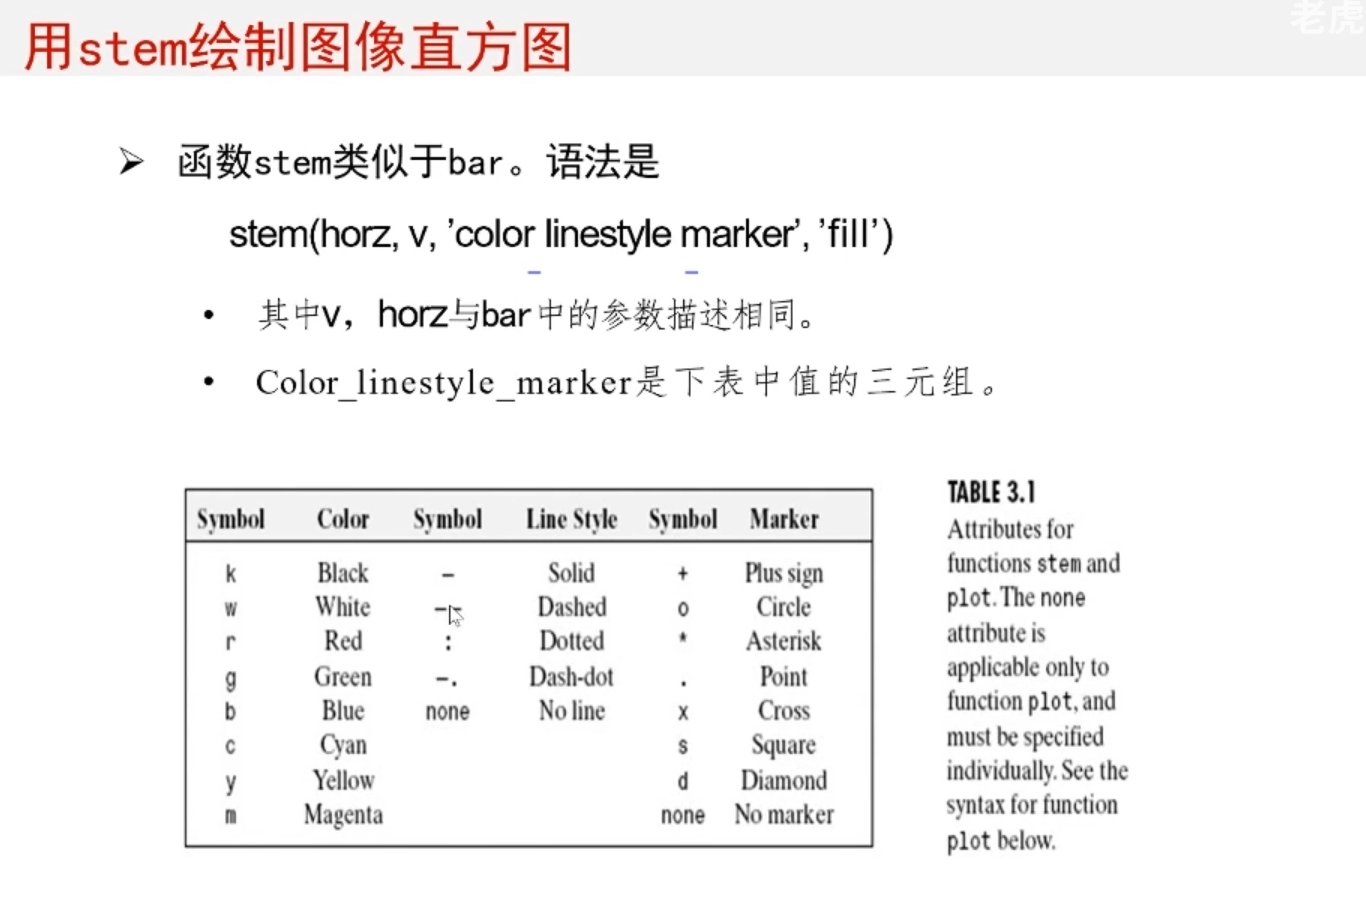 老虎
用stem绘制图像直方图
➢ 函数stem类似于bar。语法是
stem(horz, v, ’color linestyle marker’, ’fill’)
• 其中v，horz与bar中的参数描述相同。
• Color_linestyle_marker是下表中值的三元组。
Symbol Color Symbol Line Style Symbol Marker
k Black – Solid + Plus sign
w White -- Dashed o Circle
r Red : Dotted * Asterisk
g Green –. Dash-dot . Point
b Blue none No line x Cross
c Cyan s Square
y Yellow d Diamond
m Magenta none No marker
TABLE 3.1
Attributes for
functions stem and
plot. The none
attribute is
applicable only to
function plot, and
must be specified
individually. See the
syntax for function
plot below.